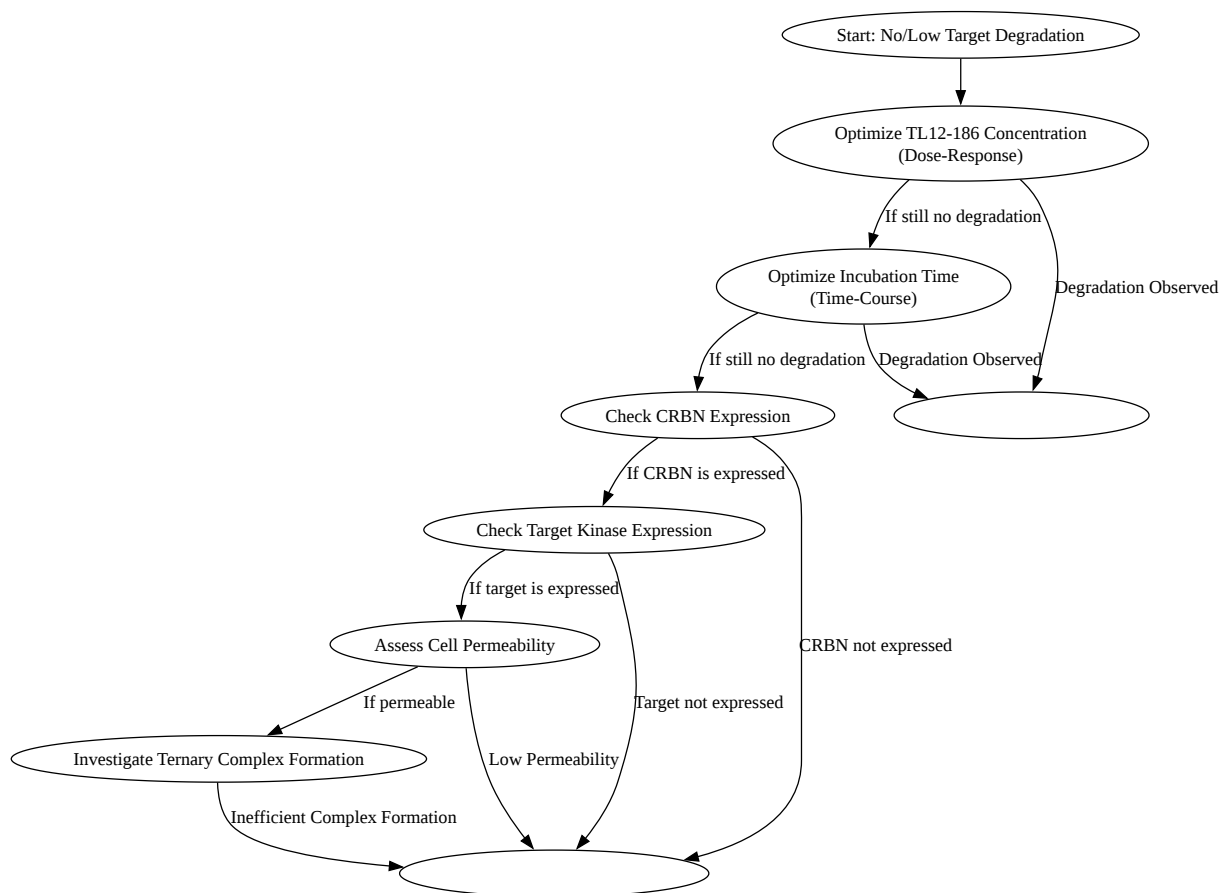 Start: No/Low Target Degradation
Optimize TL12-186 Concentration
(Dose-Response)
If still no degradation
Optimize Incubation Time
(Time-Course)
Degradation Observed
If still no degradation
Degradation Observed
Check CRBN Expression
If CRBN is expressed
Check Target Kinase Expression
If target is expressed
Assess Cell Permeability
CRBN not expressed
If permeable
Target not expressed
Investigate Ternary Complex Formation
Low Permeability
Inefficient Complex Formation